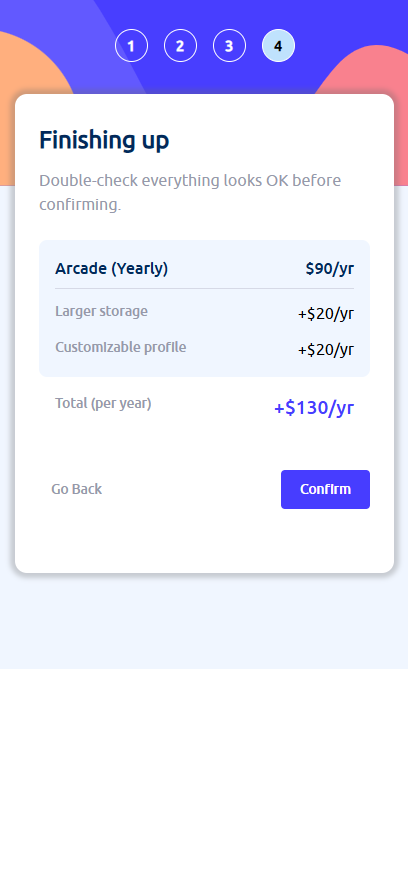 1 2 3 4
Finishing up
Double-check everything looks OK before
confirming.
Arcade (Yearly) $90/yr
Larger storage +$20/yr
Customizable profile +$20/yr
Total (per year) +$130/yr
Go Back Confirm